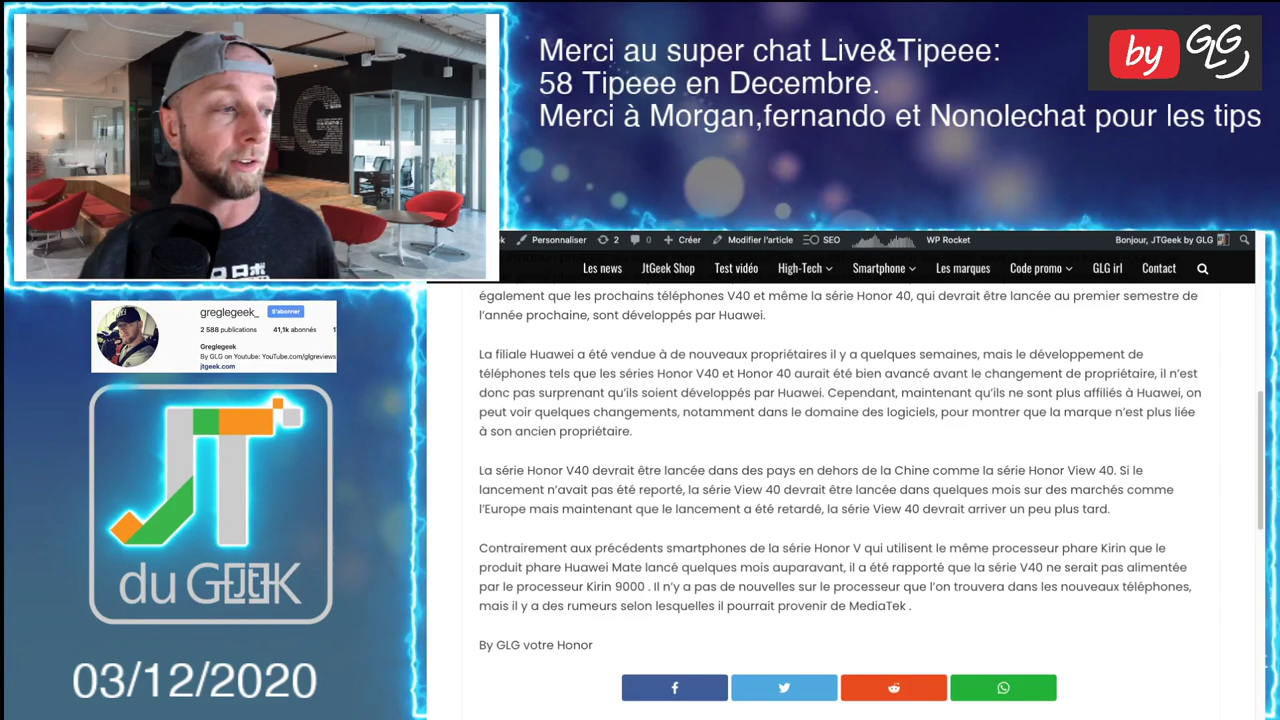 Merci au super chat Live&Tipeee:
58 Tipeee en Decembre.
Merci à Morgan,fernando et Nonolechat pour les tips
by GLG
Personnaliser 2 0 Créer Modifier l'article SEO WP Rocket Bonjour, JTGeek by GLG
Les news JtGeek Shop Test vidéo High-Tech Smartphone Les marques Code promo GLG irl Contact
également que les prochains téléphones V40 et même la série Honor 40, qui devrait être lancée au premier semestre de
l'année prochaine, sont développés par Huawei.
La filiale Huawei a été vendue à de nouveaux propriétaires il y a quelques semaines, mais le développement de
téléphones tels que les séries Honor V40 et Honor 40 aurait été bien avancé avant le changement de propriétaire, il n'est
donc pas surprenant qu'ils soient développés par Huawei. Cependant, maintenant qu'ils ne sont plus affiliés à Huawei, on
peut voir quelques changements, notamment dans le domaine des logiciels, pour montrer que la marque n'est plus liée
à son ancien propriétaire.
La série Honor V40 devrait être lancée dans des pays en dehors de la Chine comme la série Honor View 40. Si le
lancement n'avait pas été reporté, la série View 40 devrait être lancée dans quelques mois sur des marchés comme
l'Europe mais maintenant que le lancement a été retardé, la série View 40 devrait arriver un peu plus tard.
Contrairement aux précédents smartphones de la série Honor V qui utilisent le même processeur phare Kirin que le
produit phare Huawei Mate lancé quelques mois auparavant, il a été rapporté que la série V40 ne serait pas alimentée
par le processeur Kirin 9000 . Il n'y a pas de nouvelles sur le processeur que l'on trouvera dans les nouveaux téléphones,
mais il y a des rumeurs selon lesquelles il pourrait provenir de MediaTek .
By GLG votre Honor
greglegeek_ S'abonner
2 588 publications 41,1k abonnés 1
Greglegeek
By GLG on Youtube: YouTube.com/glgreviews
jtgeek.com
JT
du GEEK
03/12/2020